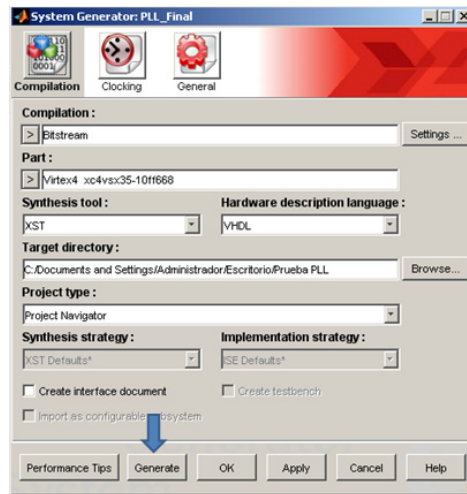 System Generator: PLL_Final
Compilation Clocking General
Compilation :
> Bitstream Settings ...
Part :
> Virtex4 xc4vsx35-10ff668
Synthesis tool : Hardware description language :
XST VHDL
Target directory :
C:/Documents and Settings/Administrador/Escritorio/Prueba PLL Browse...
Project type :
Project Navigator
Synthesis strategy : Implementation strategy :
XST Defaults* ISE Defaults*
Create interface document Create testbench
Import as configurable subsystem
Performance Tips Generate OK Apply Cancel Help